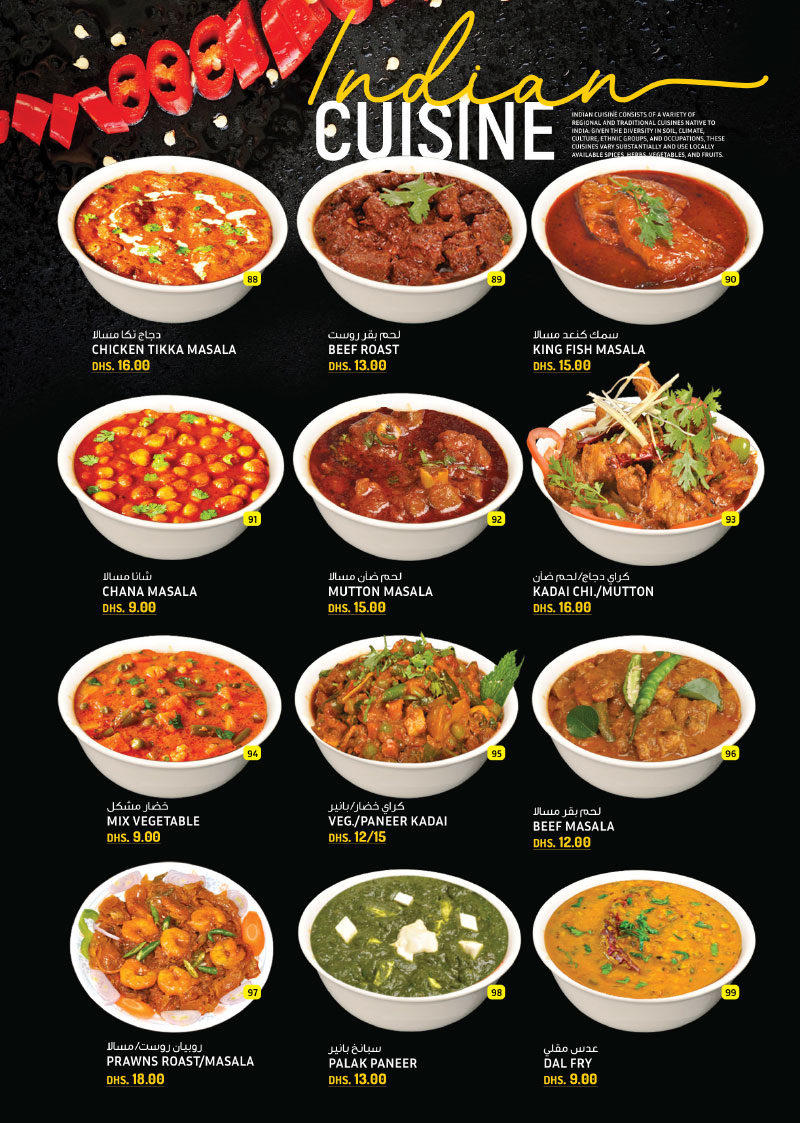 Indian
CUISINE
INDIAN CUISINE CONSISTS OF A VARIETY OF
REGIONAL AND TRADITIONAL CUISINES NATIVE TO
INDIA. GIVEN THE DIVERSITY IN SOIL, CLIMATE,
CULTURE, ETHNIC GROUPS, AND OCCUPATIONS, THESE
CUISINES VARY SUBSTANTIALLY AND USE LOCALLY
AVAILABLE SPICES, HERBS, VEGETABLES, AND FRUITS.
88
دجاج تكا مسالا
CHICKEN TIKKA MASALA
DHS. 16.00
89
لحم بقر روست
BEEF ROAST
DHS. 13.00
90
سمك كنعد مسالا
KING FISH MASALA
DHS. 15.00
91
شانا مسالا
CHANA MASALA
DHS. 9.00
92
لحم ضأن مسالا
MUTTON MASALA
DHS. 15.00
93
كراي دجاج/لحم ضأن
KADAI CHI./MUTTON
DHS. 16.00
94
خضار مشكل
MIX VEGETABLE
DHS. 9.00
95
كراي خضار/بانير
VEG./PANEER KADAI
DHS. 12/15
96
لحم بقر مسالا
BEEF MASALA
DHS. 12.00
97
روبيان روست/مسالا
PRAWNS ROAST/MASALA
DHS. 18.00
98
سبانخ بانير
PALAK PANEER
DHS. 13.00
99
عدس مقلي
DAL FRY
DHS. 9.00